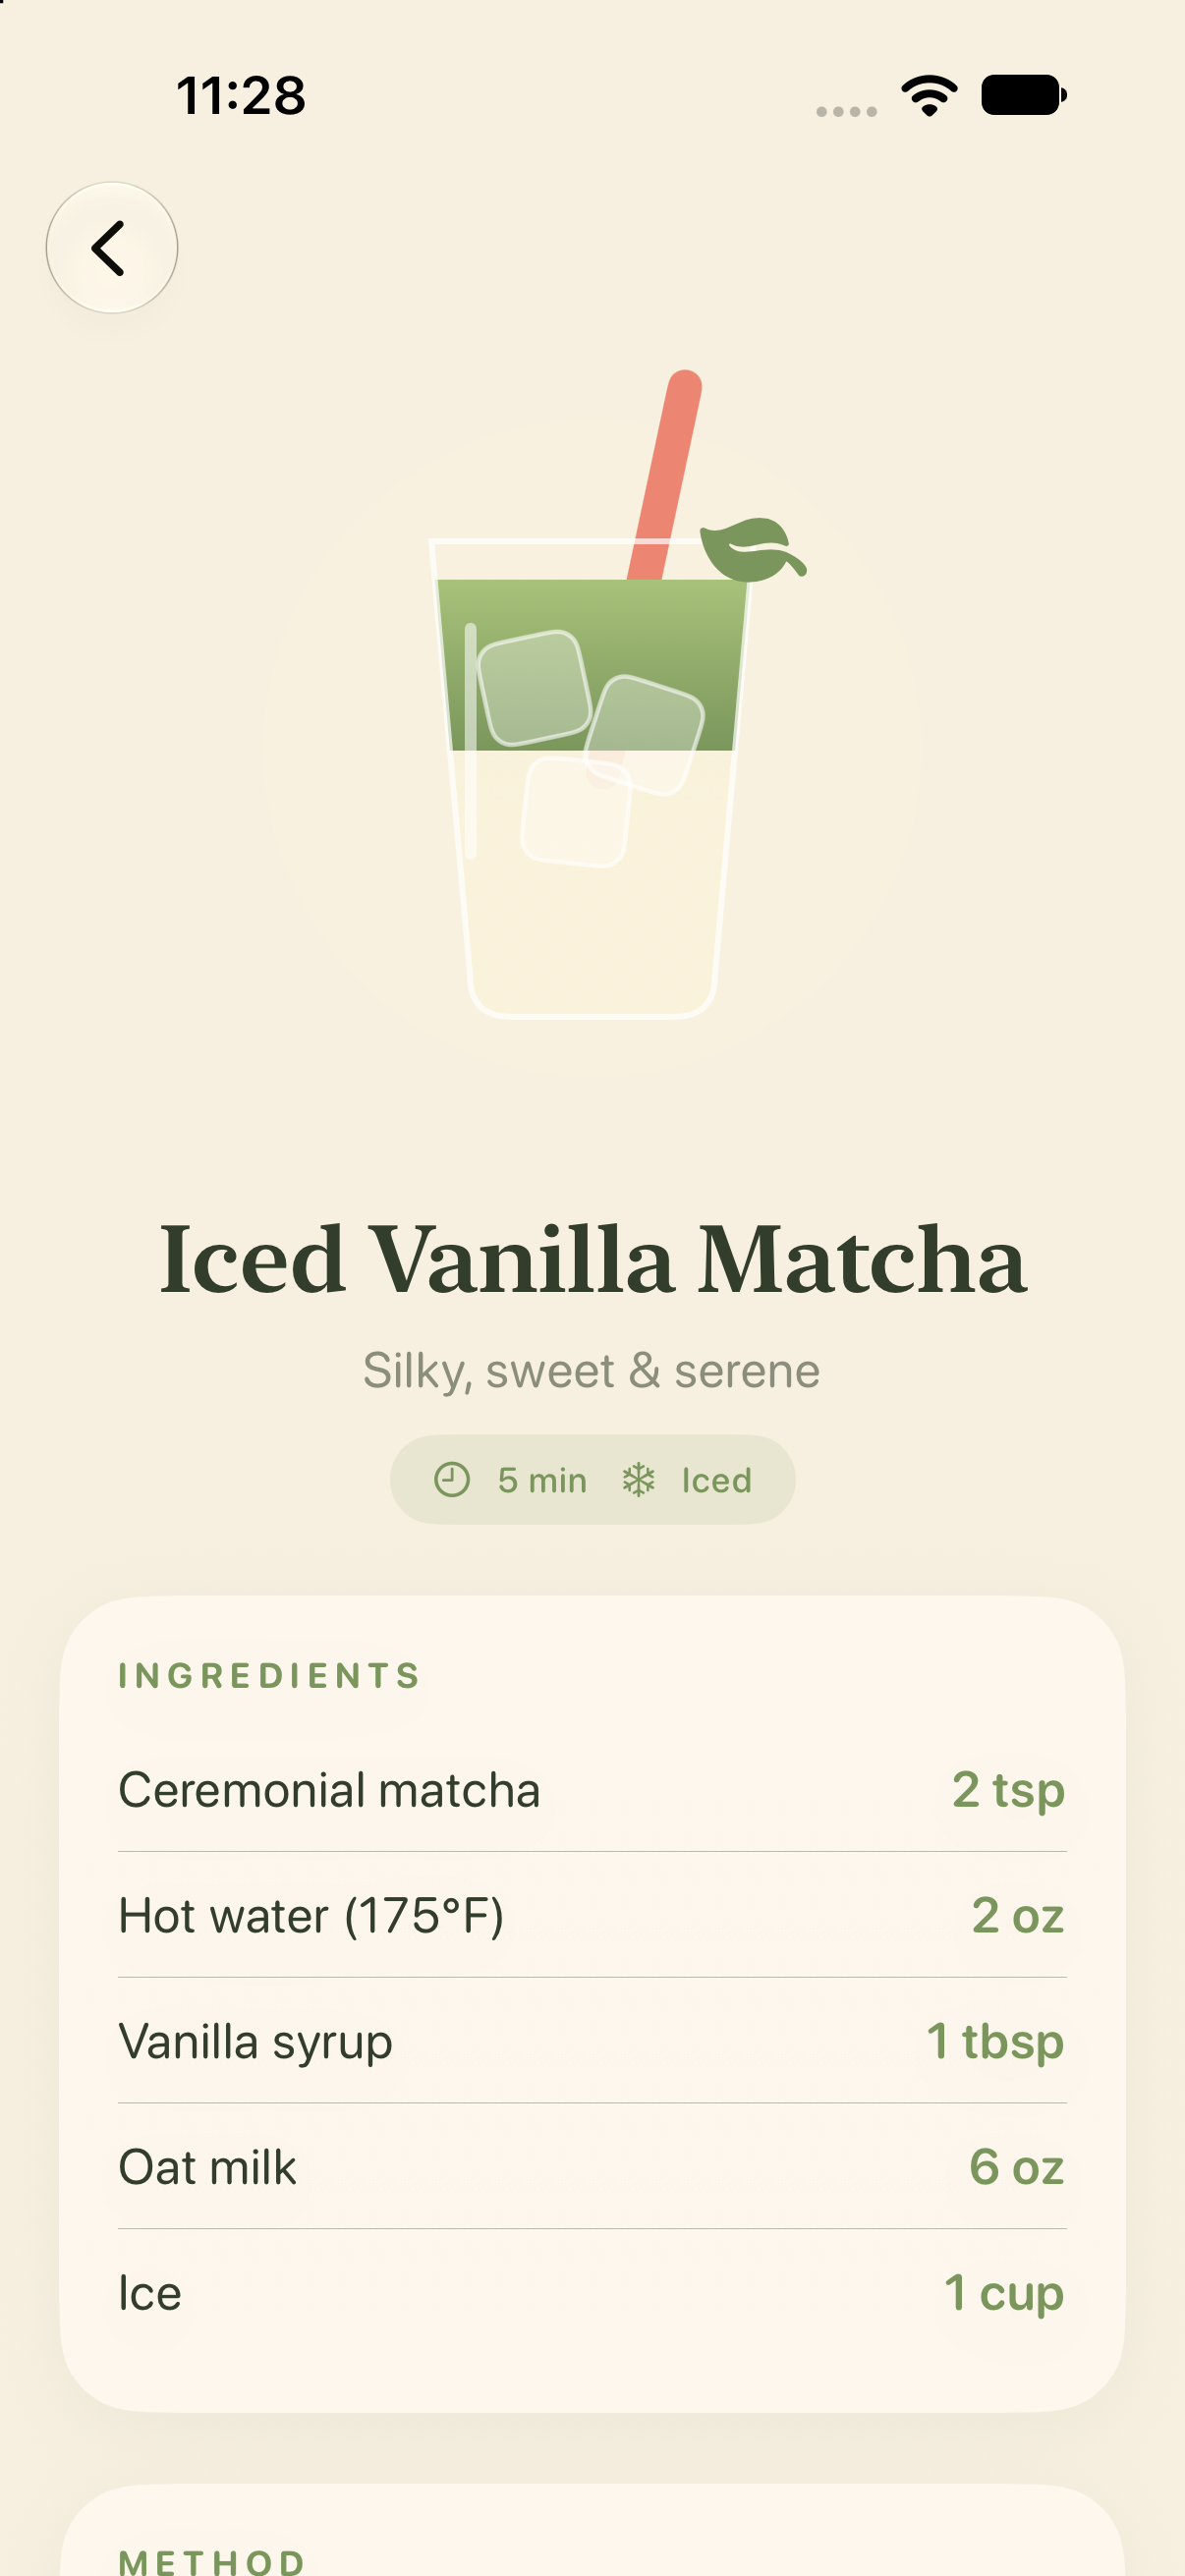 11:28
Iced Vanilla Matcha
Silky, sweet & serene
5 min Iced
INGREDIENTS
Ceremonial matcha 2 tsp
Hot water (175°F) 2 oz
Vanilla syrup 1 tbsp
Oat milk 6 oz
Ice 1 cup
METHOD